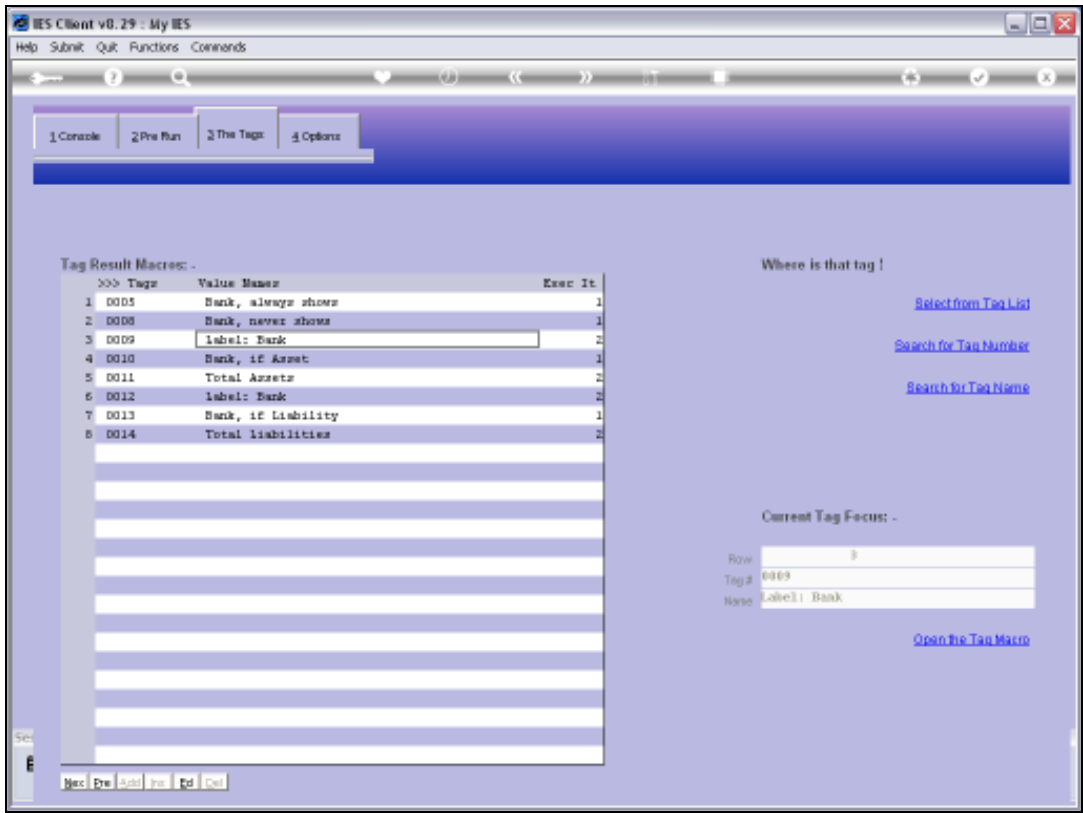 IES Client v8.29 : My IES
Help Submit Quit Functions Commands
1 Console 2 Pre Run 3 The Tags 4 Options
Tag Result Macros: -
Where is that tag !
>>> Tags Value Names Exec It
1 0005 Bank, always shows 1
2 0008 Bank, never shows 1
3 0009 label: Bank 2
4 0010 Bank, if Asset 1
5 0011 Total Assets 2
6 0012 label: Bank 2
7 0013 Bank, if Liability 1
8 0014 Total liabilities 2
Select from Tag List
Search for Tag Number
Search for Tag Name
Current Tag Focus: -
Row 3
Tag # 0009
Name Label: Bank
Open the Tag Macro
Ses
Nex Pre Add Ins Ed Del